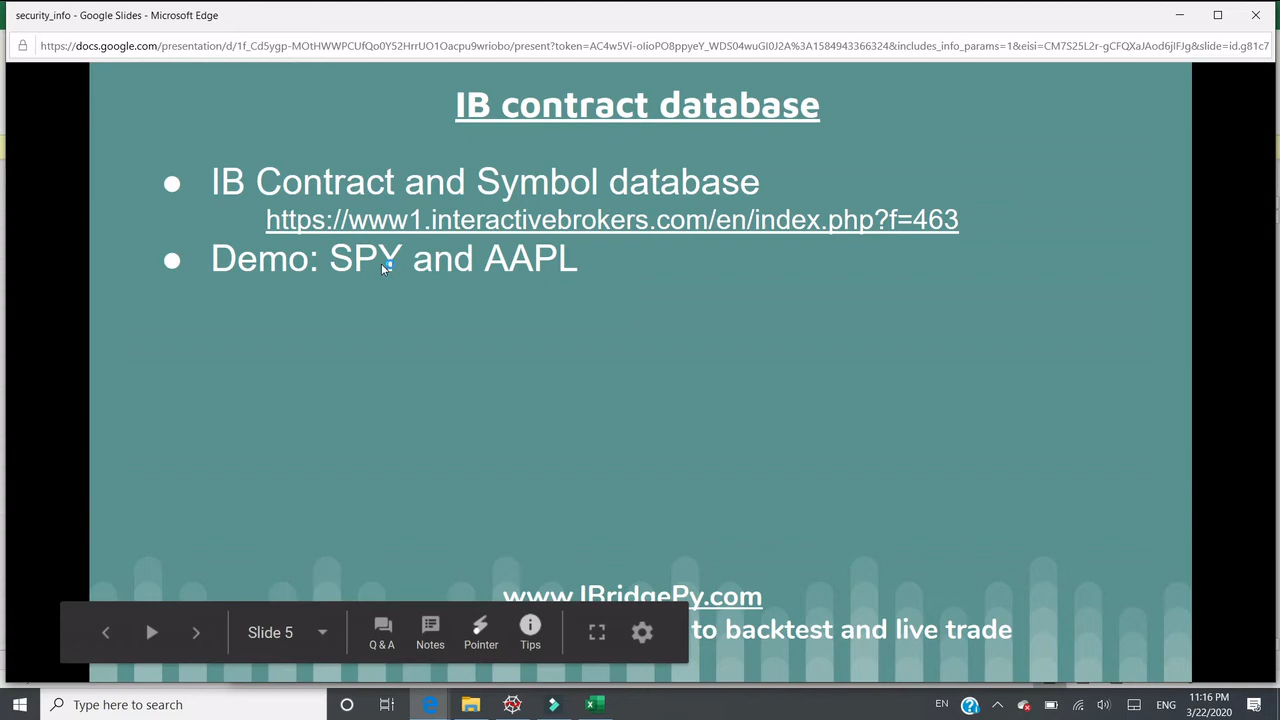 security_info - Google Slides - Microsoft Edge
https://docs.google.com/presentation/d/1f_Cd5ygp-MOtHWWPCUfQo0Y52HrrUO1Oacpu9wriobo/present?token=AC4w5Vi-oIioPO8ppyeY_WDS04wuGI0J2A%3A1584943366324&includes_info_params=1&eisi=CM7S25L2r-gCFQXaJAod6jIFJg&slide=id.g81c7
IB contract database
● IB Contract and Symbol database
https://www1.interactivebrokers.com/en/index.php?f=463
● Demo: SPY and AAPL
www.IBridgePy.com
to backtest and live trade
Slide 5
Q & A
Notes
Pointer
Tips
Type here to search
EN
ENG
11:16 PM
3/22/2020